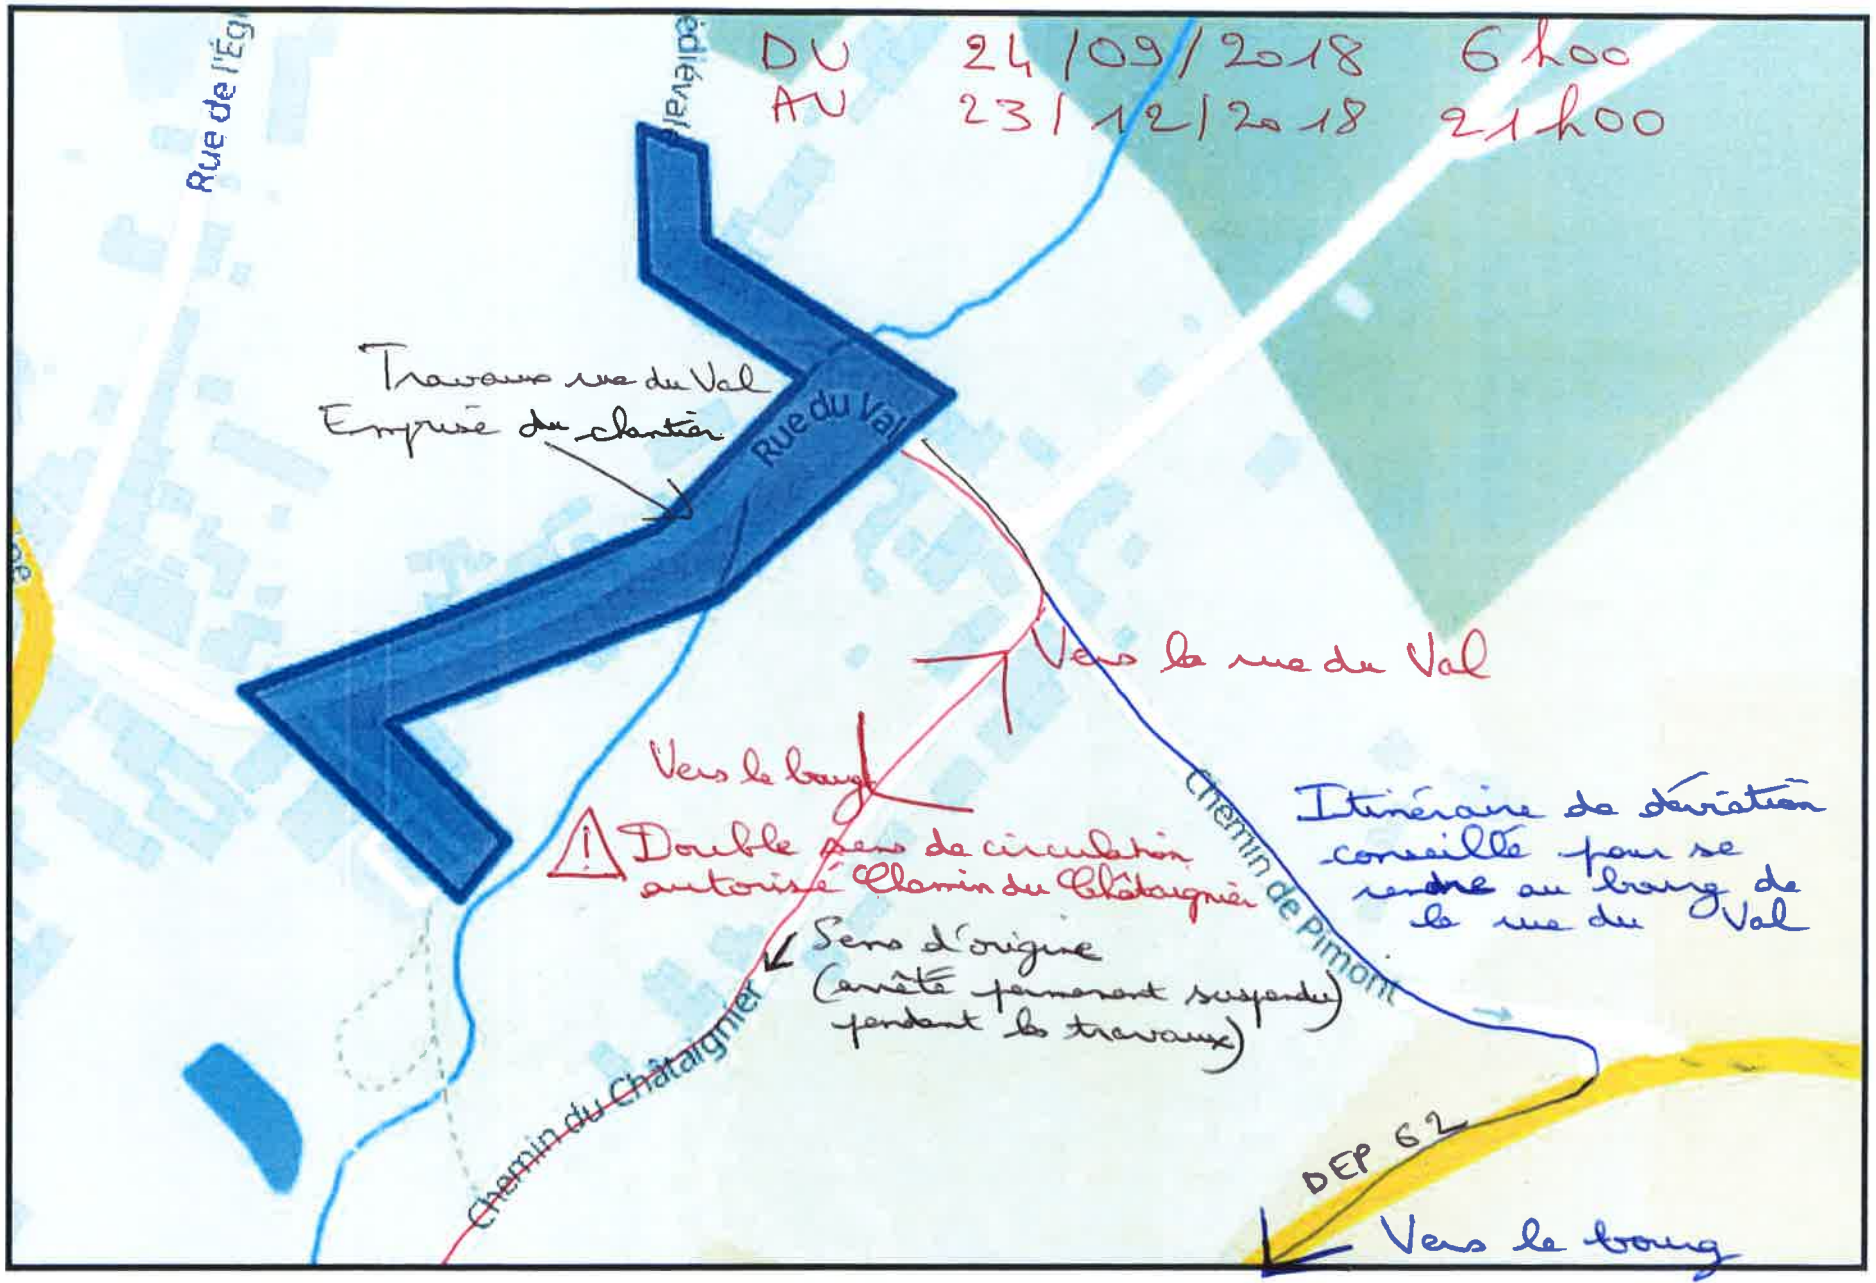 Rue de l'Égl
édiéval
DU 24/09/2018 6h00
AU 23/12/2018 21h00
Travaux rue du Val
Emprise du chantier
Rue du Val
Vers la rue du Val
Vers le bourg
Double sens de circulation
autorisé Chemin du Châtaignier
Sens d'origine
(arrêté permanent suspendu
pendant les travaux)
Itinéraire de déviation
conseillé pour se
rendre au bourg de
la rue du Val
Chemin de Pimont
Chemin du Châtaignier
DEP 62
Vers le bourg